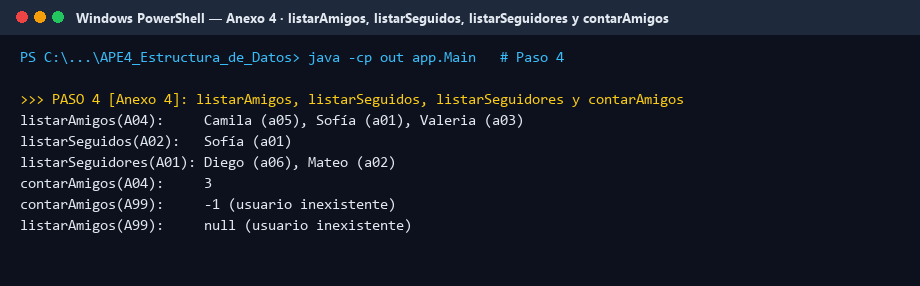 Windows PowerShell — Anexo 4 · listarAmigos, listarSeguidos, listarSeguidores y contarAmigos
PS C:\...\APE4_Estructura_de_Datos> java -cp out app.Main   # Paso 4
>>> PASO 4 [Anexo 4]: listarAmigos, listarSeguidos, listarSeguidores y contarAmigos
listarAmigos(A04):     Camila (a05), Sofía (a01), Valeria (a03)
listarSeguidos(A02):   Sofía (a01)
listarSeguidores(A01): Diego (a06), Mateo (a02)
contarAmigos(A04):     3
contarAmigos(A99):     -1 (usuario inexistente)
listarAmigos(A99):     null (usuario inexistente)